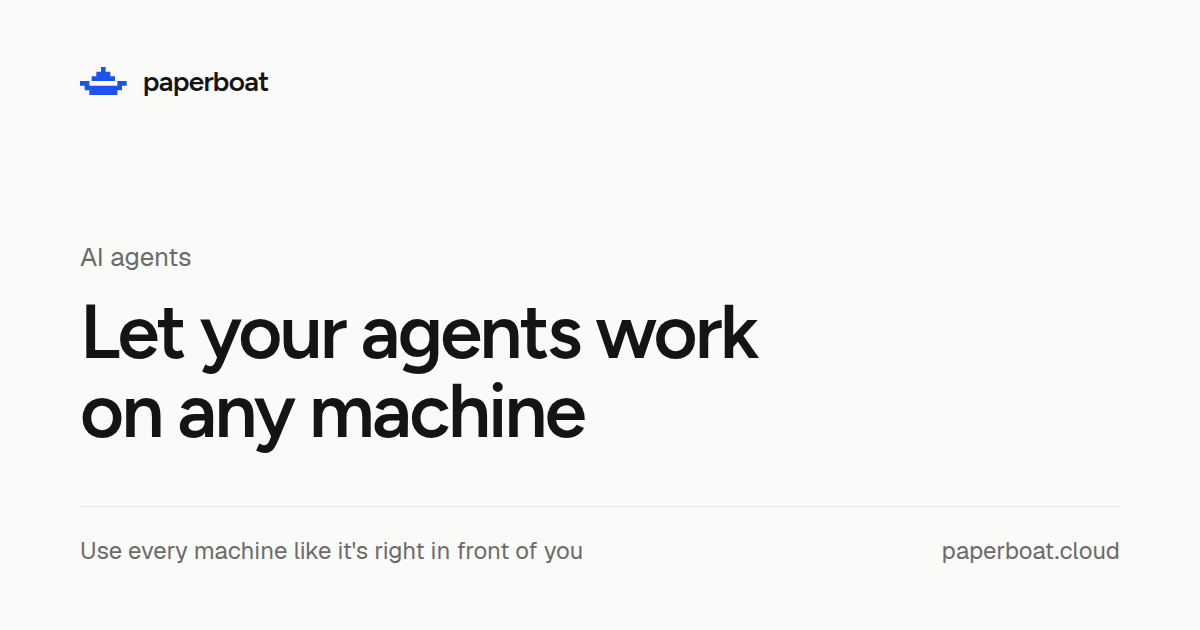 paperboat
AI agents
Let your agents work
on any machine
Use every machine like it's right in front of you
paperboat.cloud